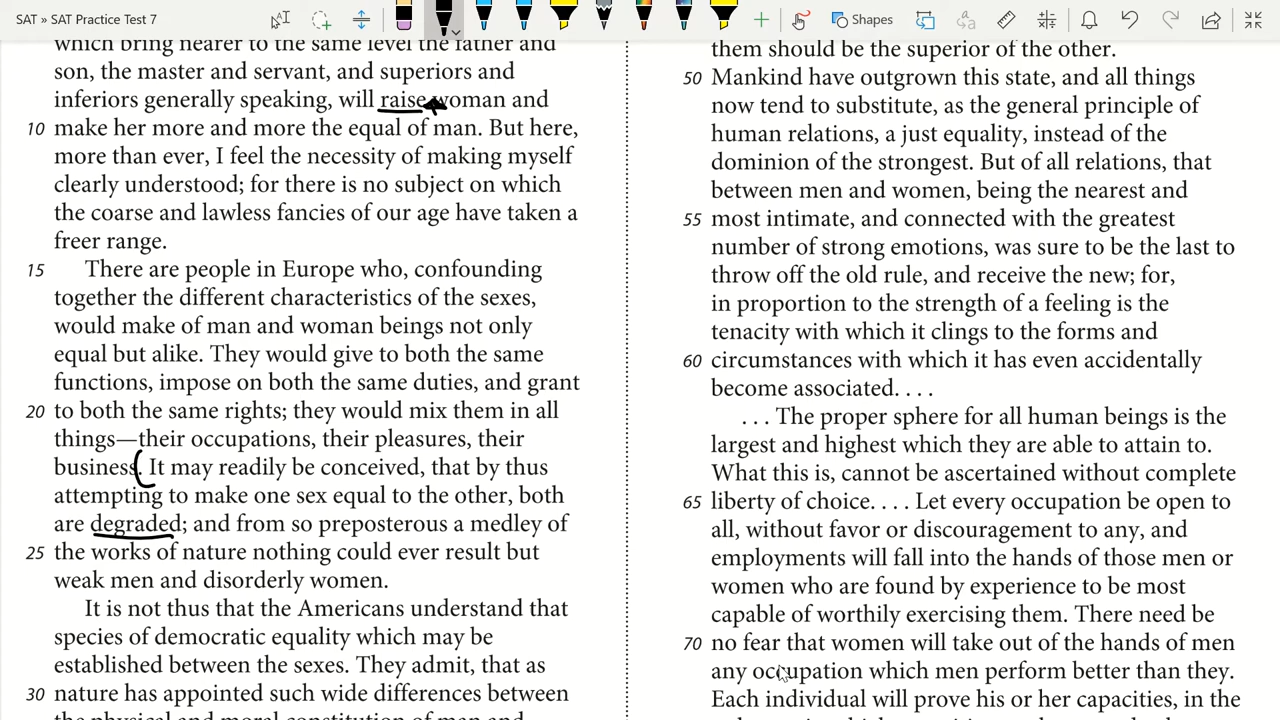 SAT » SAT Practice Test 7
Shapes
which bring nearer to the same level the father and
son, the master and servant, and superiors and
inferiors generally speaking, will raise woman and
10 make her more and more the equal of man. But here,
more than ever, I feel the necessity of making myself
clearly understood; for there is no subject on which
the coarse and lawless fancies of our age have taken a
freer range.
15 There are people in Europe who, confounding
together the different characteristics of the sexes,
would make of man and woman beings not only
equal but alike. They would give to both the same
functions, impose on both the same duties, and grant
20 to both the same rights; they would mix them in all
things—their occupations, their pleasures, their
business. It may readily be conceived, that by thus
attempting to make one sex equal to the other, both
are degraded; and from so preposterous a medley of
25 the works of nature nothing could ever result but
weak men and disorderly women.
It is not thus that the Americans understand that
species of democratic equality which may be
established between the sexes. They admit, that as
30 nature has appointed such wide differences between
the physical and moral constitution of man and
them should be the superior of the other.
50 Mankind have outgrown this state, and all things
now tend to substitute, as the general principle of
human relations, a just equality, instead of the
dominion of the strongest. But of all relations, that
between men and women, being the nearest and
55 most intimate, and connected with the greatest
number of strong emotions, was sure to be the last to
throw off the old rule, and receive the new; for,
in proportion to the strength of a feeling is the
tenacity with which it clings to the forms and
60 circumstances with which it has even accidentally
become associated. . . .
. . . The proper sphere for all human beings is the
largest and highest which they are able to attain to.
What this is, cannot be ascertained without complete
65 liberty of choice. . . . Let every occupation be open to
all, without favor or discouragement to any, and
employments will fall into the hands of those men or
women who are found by experience to be most
capable of worthily exercising them. There need be
70 no fear that women will take out of the hands of men
any occupation which men perform better than they.
Each individual will prove his or her capacities, in the